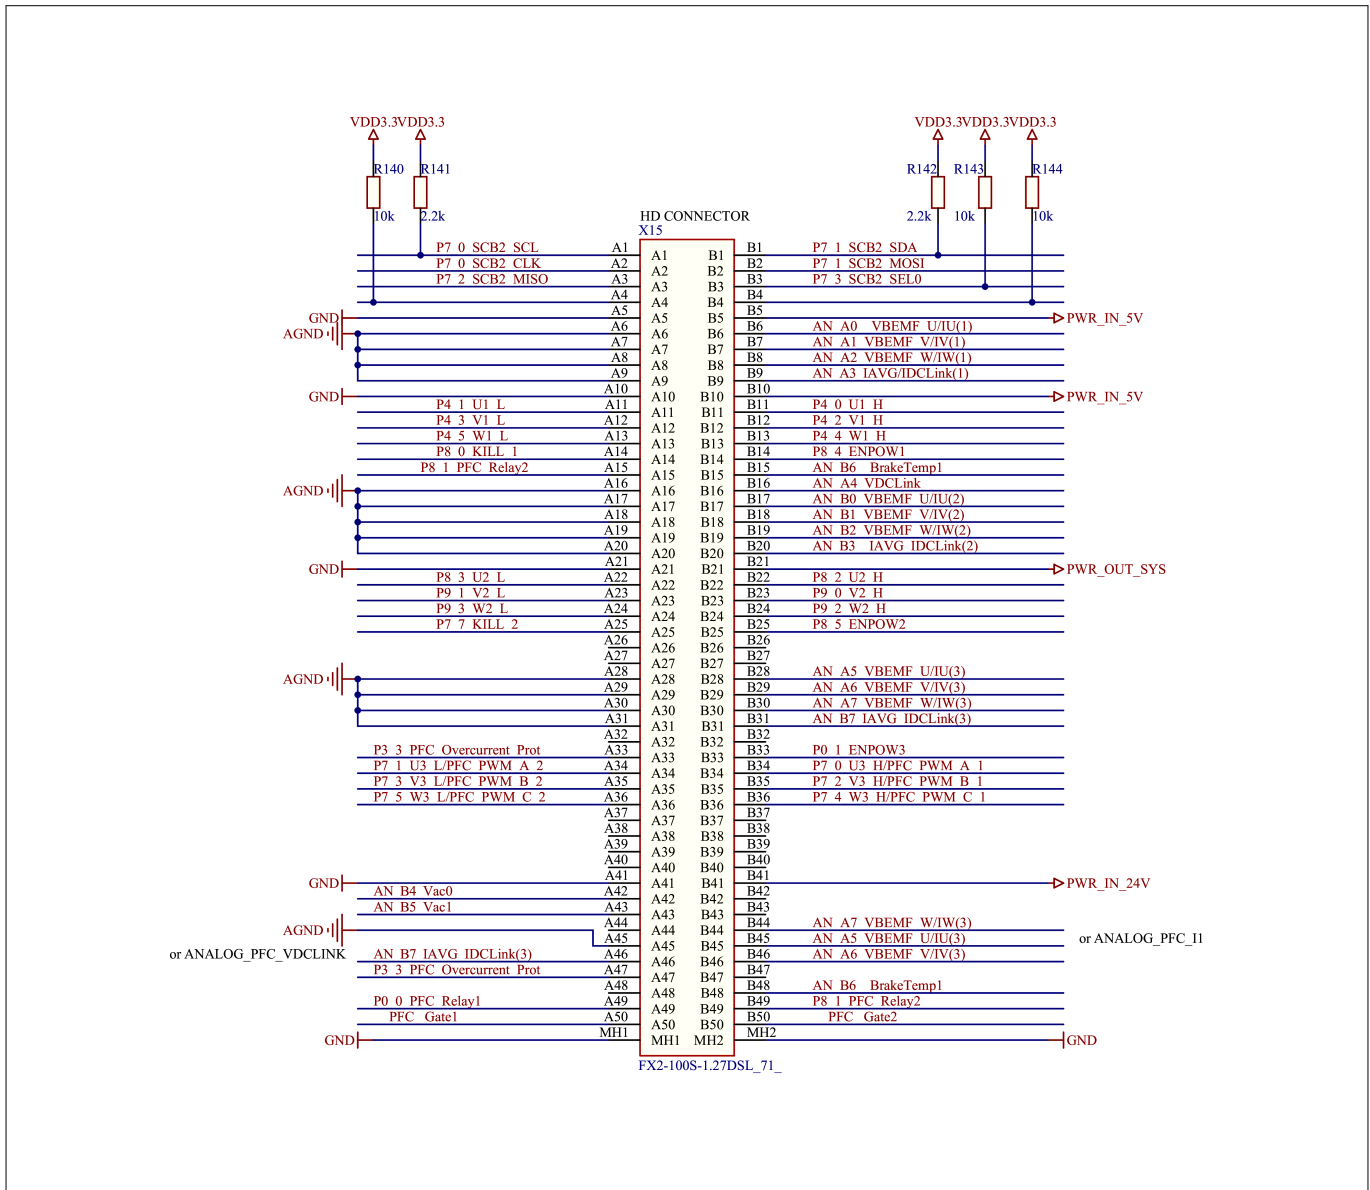 VDD3.3 VDD3.3 VDD3.3 VDD3.3 VDD3.3
R140 R141 R142 R143 R144
10k 2.2k 2.2k 10k 10k
HD CONNECTOR
X15
P7_0_SCB2_SCL A1 A1 B1 B1 P7_1_SCB2_SDA
P7_0_SCB2_CLK A2 A2 B2 B2 P7_1_SCB2_MOSI
P7_2_SCB2_MISO A3 A3 B3 B3 P7_3_SCB2_SEL0
A4 A4 B4 B4
GND A5 A5 B5 B5 PWR_IN_5V
AGND A6 A6 B6 B6 AN_A0__VBEMF_U/IU(1)
A7 A7 B7 B7 AN_A1_VBEMF_V/IV(1)
A8 A8 B8 B8 AN_A2_VBEMF_W/IW(1)
A9 A9 B9 B9 AN_A3_IAVG/IDCLink(1)
GND A10 A10 B10 B10 PWR_IN_5V
P4_1_U1_L A11 A11 B11 B11 P4_0_U1_H
P4_3_V1_L A12 A12 B12 B12 P4_2_V1_H
P4_5_W1_L A13 A13 B13 B13 P4_4_W1_H
P8_0_KILL_1 A14 A14 B14 B14 P8_4_ENPOW1
P8_1_PFC_Relay2 A15 A15 B15 B15 AN_B6__BrakeTemp1
AGND A16 A16 B16 B16 AN_A4_VDCLink
A17 A17 B17 B17 AN_B0_VBEMF_U/IU(2)
A18 A18 B18 B18 AN_B1_VBEMF_V/IV(2)
A19 A19 B19 B19 AN_B2_VBEMF_W/IW(2)
A20 A20 B20 B20 AN_B3__IAVG_IDCLink(2)
GND A21 A21 B21 B21 PWR_OUT_SYS
P8_3_U2_L A22 A22 B22 B22 P8_2_U2_H
P9_1_V2_L A23 A23 B23 B23 P9_0_V2_H
P9_3_W2_L A24 A24 B24 B24 P9_2_W2_H
P7_7_KILL_2 A25 A25 B25 B25 P8_5_ENPOW2
A26 A26 B26 B26
A27 A27 B27 B27
AGND A28 A28 B28 B28 AN_A5_VBEMF_U/IU(3)
A29 A29 B29 B29 AN_A6_VBEMF_V/IV(3)
A30 A30 B30 B30 AN_A7_VBEMF_W/IW(3)
A31 A31 B31 B31 AN_B7_IAVG_IDCLink(3)
A32 A32 B32 B32
P3_3_PFC_Overcurrent_Prot A33 A33 B33 B33 P0_1_ENPOW3
P7_1_U3_L/PFC_PWM_A_2 A34 A34 B34 B34 P7_0_U3_H/PFC_PWM_A_1
P7_3_V3_L/PFC_PWM_B_2 A35 A35 B35 B35 P7_2_V3_H/PFC_PWM_B_1
P7_5_W3_L/PFC_PWM_C_2 A36 A36 B36 B36 P7_4_W3_H/PFC_PWM_C_1
A37 A37 B37 B37
A38 A38 B38 B38
A39 A39 B39 B39
A40 A40 B40 B40
GND A41 A41 B41 B41 PWR_IN_24V
AN_B4_Vac0 A42 A42 B42 B42
AN_B5_Vac1 A43 A43 B43 B43
AGND A44 A44 B44 B44 AN_A7_VBEMF_W/IW(3)
A45 A45 B45 B45 AN_A5_VBEMF_U/IU(3) or ANALOG_PFC_I1
or ANALOG_PFC_VDCLINK AN_B7_IAVG_IDCLink(3) A46 A46 B46 B46 AN_A6_VBEMF_V/IV(3)
P3_3_PFC_Overcurrent_Prot A47 A47 B47 B47
A48 A48 B48 B48 AN_B6__BrakeTemp1
P0_0_PFC_Relay1 A49 A49 B49 B49 P8_1_PFC_Relay2
PFC__Gate1 A50 A50 B50 B50 PFC__Gate2
GND MH1 MH1 MH2 MH2 GND
FX2-100S-1.27DSL_71_